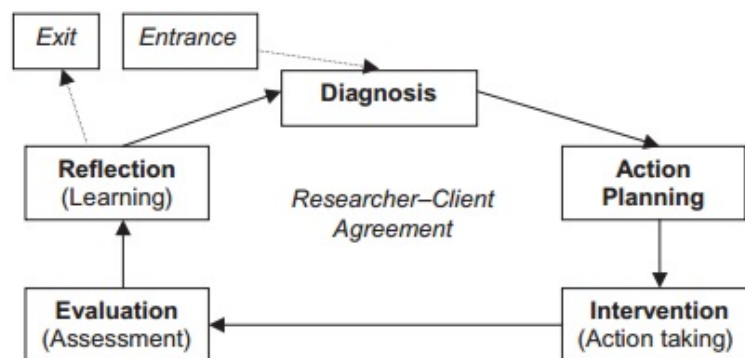 Exit
Entrance
Diagnosis
Reflection
(Learning)
Action
Planning
Researcher–Client
Agreement
Evaluation
(Assessment)
Intervention
(Action taking)